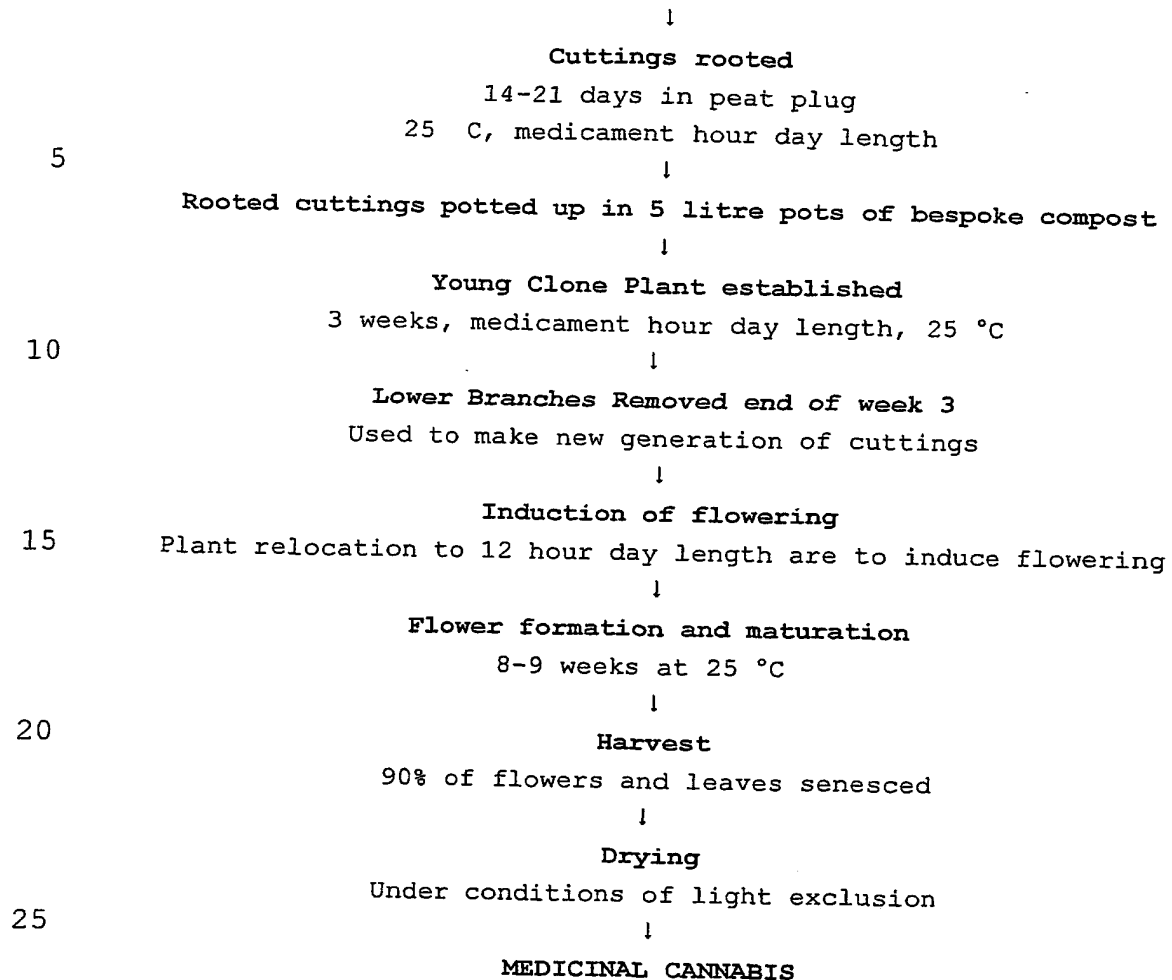 ↓
Cuttings rooted
14-21 days in peat plug
25 C, medicament hour day length
5
↓
Rooted cuttings potted up in 5 litre pots of bespoke compost
↓
Young Clone Plant established
3 weeks, medicament hour day length, 25 °C
10
↓
Lower Branches Removed end of week 3
Used to make new generation of cuttings
↓
Induction of flowering
15 Plant relocation to 12 hour day length are to induce flowering
↓
Flower formation and maturation
8-9 weeks at 25 °C
↓
20
Harvest
90% of flowers and leaves senesced
↓
Drying
Under conditions of light exclusion
25
↓
MEDICINAL CANNABIS